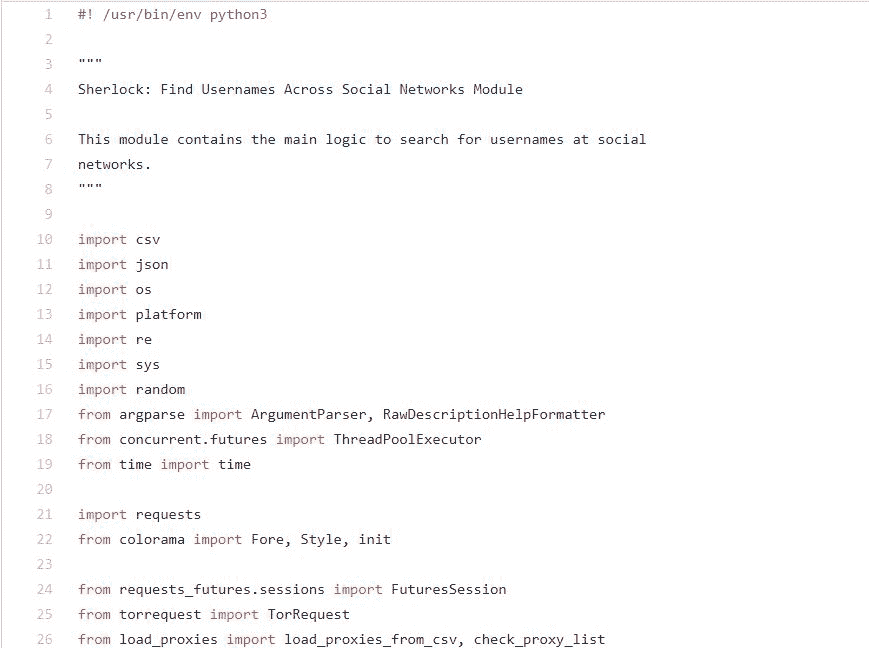 1 #! /usr/bin/env python3
2
3 """
4 Sherlock: Find Usernames Across Social Networks Module
5
6 This module contains the main logic to search for usernames at social
7 networks.
8 """
9
10 import csv
11 import json
12 import os
13 import platform
14 import re
15 import sys
16 import random
17 from argparse import ArgumentParser, RawDescriptionHelpFormatter
18 from concurrent.futures import ThreadPoolExecutor
19 from time import time
20
21 import requests
22 from colorama import Fore, Style, init
23
24 from requests_futures.sessions import FuturesSession
25 from torrequest import TorRequest
26 from load_proxies import load_proxies_from_csv, check_proxy_list